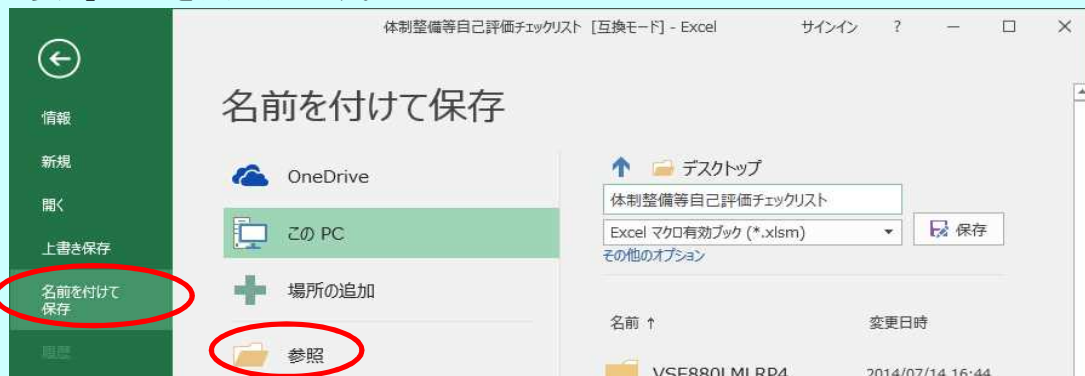 体制整備等自己評価チェックリスト [互換モード] - Excel サインイン ? － □ ×
名前を付けて保存
情報
新規
開く
上書き保存
名前を付けて
保存
履歴
OneDrive
この PC
場所の追加
参照
デスクトップ
体制整備等自己評価チェックリスト
Excel マクロ有効ブック (*.xlsm)
保存
その他のオプション
名前 ↑ 変更日時
VSE880LMLRP4 2014/07/14 16:44